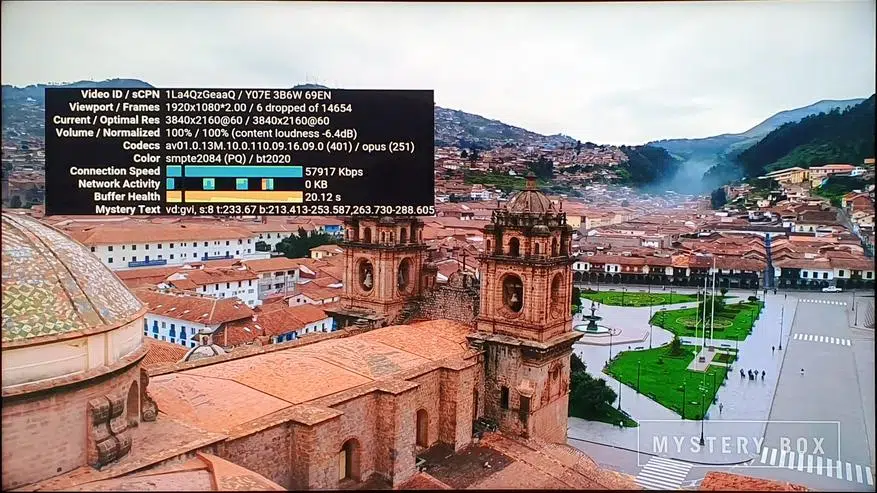 Video ID / sCPN 1La4QzGeaaQ / Y07E 3B6W 69EN
Viewport / Frames 1920x1080*2.00 / 6 dropped of 14654
Current / Optimal Res 3840x2160@60 / 3840x2160@60
Volume / Normalized 100% / 100% (content loudness -6.4dB)
Codecs av01.0.13M.10.0.110.09.16.09.0 (401) / opus (251)
Color smpte2084 (PQ) / bt2020
Connection Speed 57917 Kbps
Network Activity 0 KB
Buffer Health 20.12 s
Mystery Text vd:gvi, s:8 t:233.67 b:213.413-253.587,263.730-288.605
MYSTERY BOX